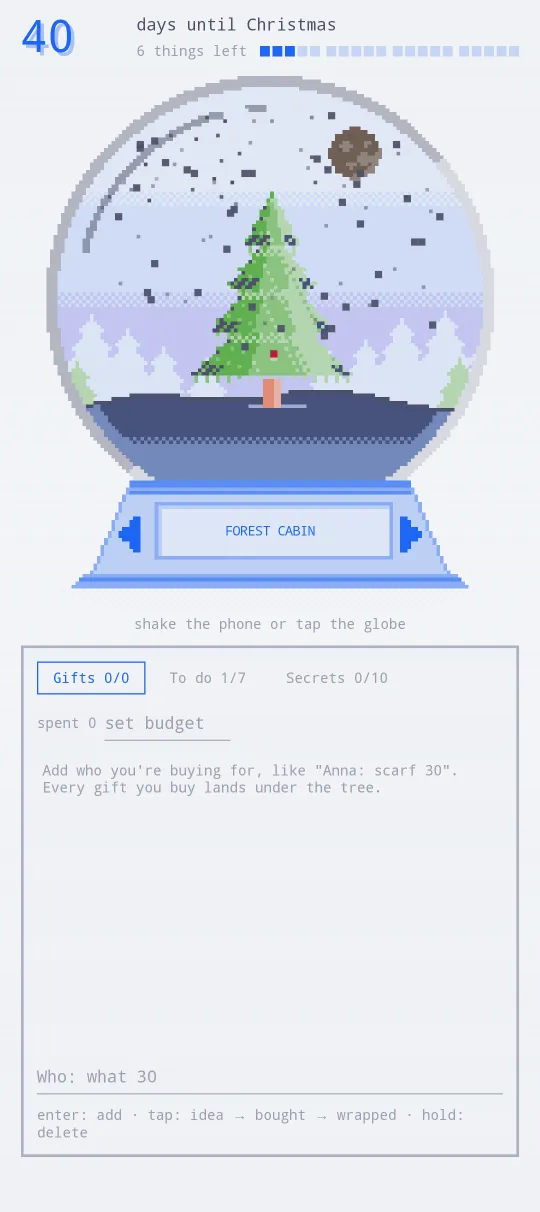 40
days until Christmas
6 things left
FOREST CABIN
shake the phone or tap the globe
Gifts 0/0 To do 1/7 Secrets 0/10
spent 0 set budget
Add who you're buying for, like "Anna: scarf 30".
Every gift you buy lands under the tree.
Who: what 30
enter: add · tap: idea → bought → wrapped · hold:
delete